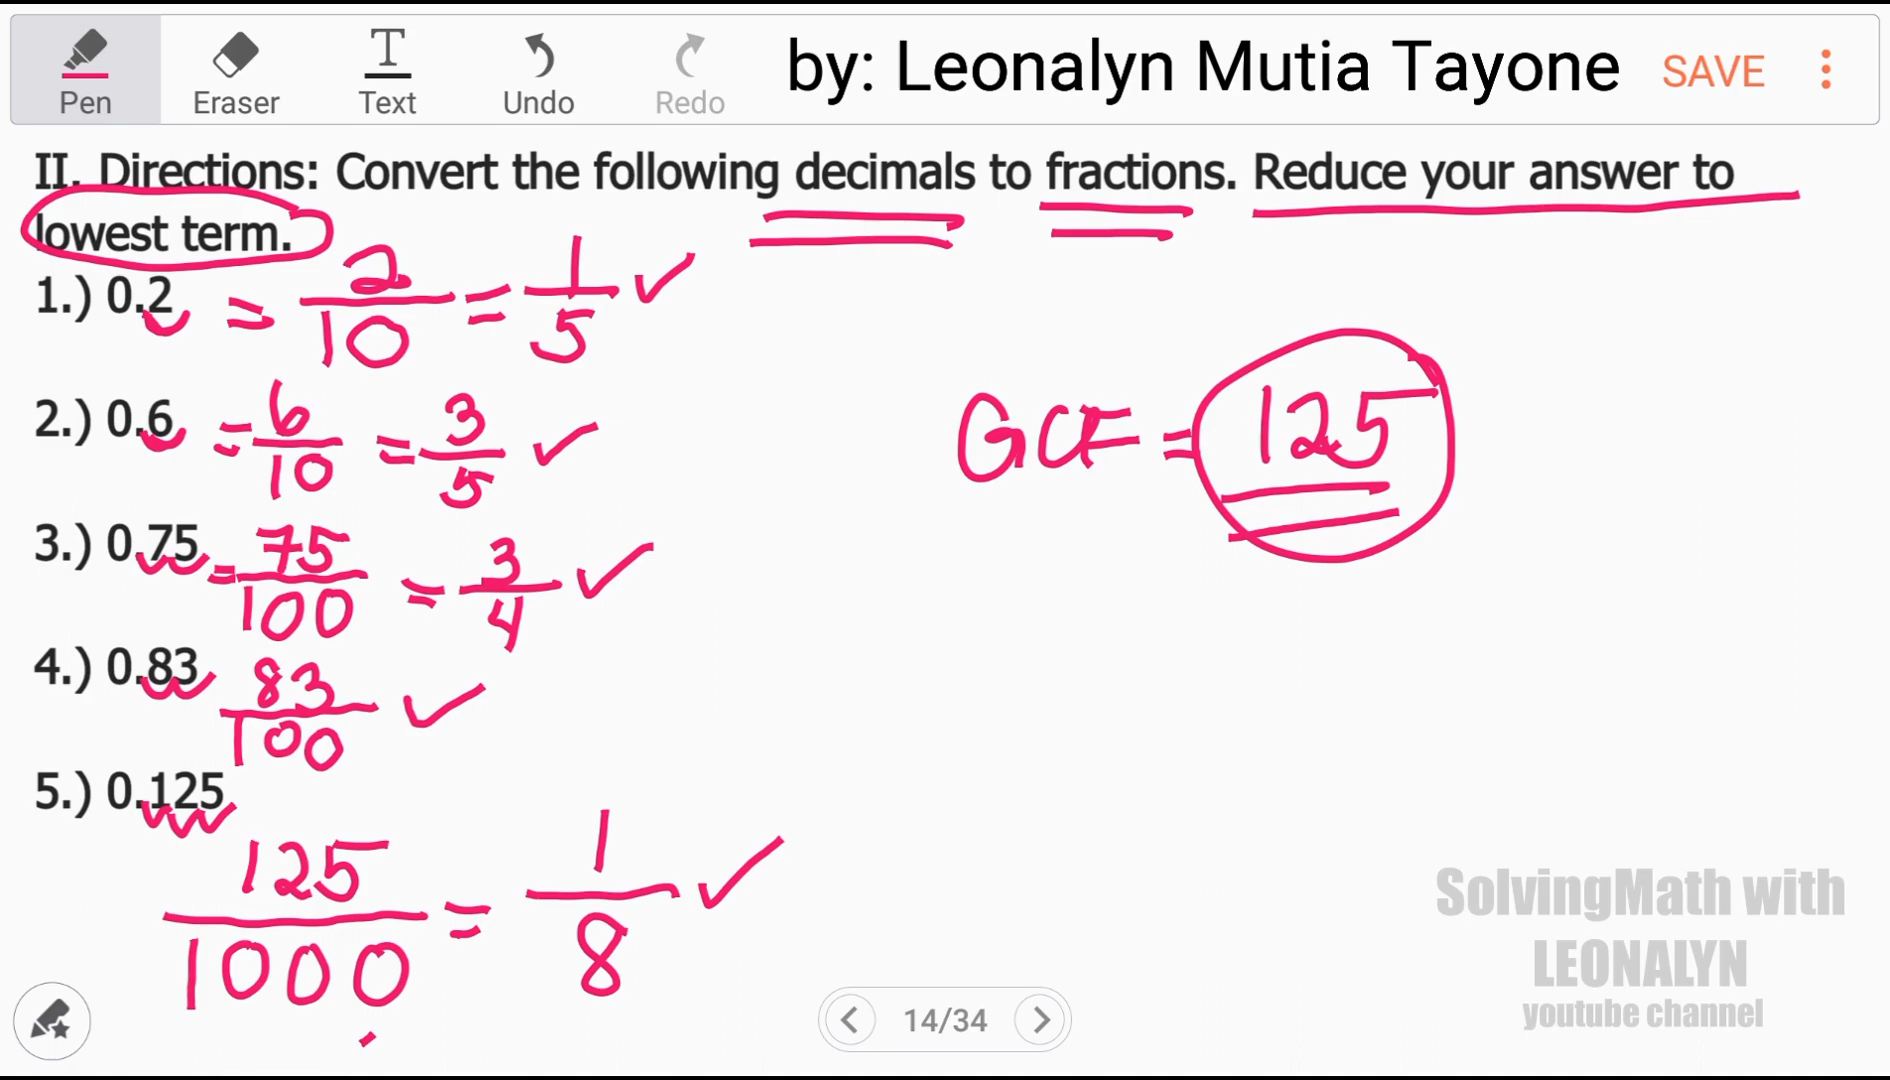 Pen Eraser Text Undo Redo by: Leonalyn Mutia Tayone SAVE
II. Directions: Convert the following decimals to fractions. Reduce your answer to
lowest term.
1.) 0.2 = 2/10 = 1/5 ✓
2.) 0.6 = 6/10 = 3/5 ✓
GCF = 125
3.) 0.75 = 75/100 = 3/4 ✓
4.) 0.83 83/100 ✓
5.) 0.125
125/1000 = 1/8 ✓
SolvingMath with
LEONALYN
youtube channel
14/34